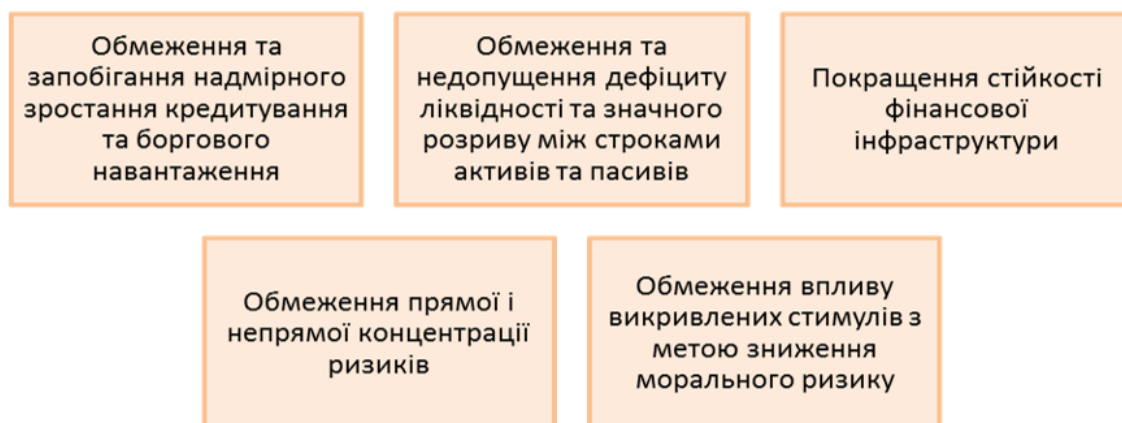 Обмеження та
запобігання надмірного
зростання кредитування
та боргового
навантаження
Обмеження та
недопущення дефіциту
ліквідності та значного
розриву між строками
активів та пасивів
Покращення стійкості
фінансової
інфраструктури
Обмеження прямої і
непрямої концентрації
ризиків
Обмеження впливу
викривлених стимулів з
метою зниження
морального ризику